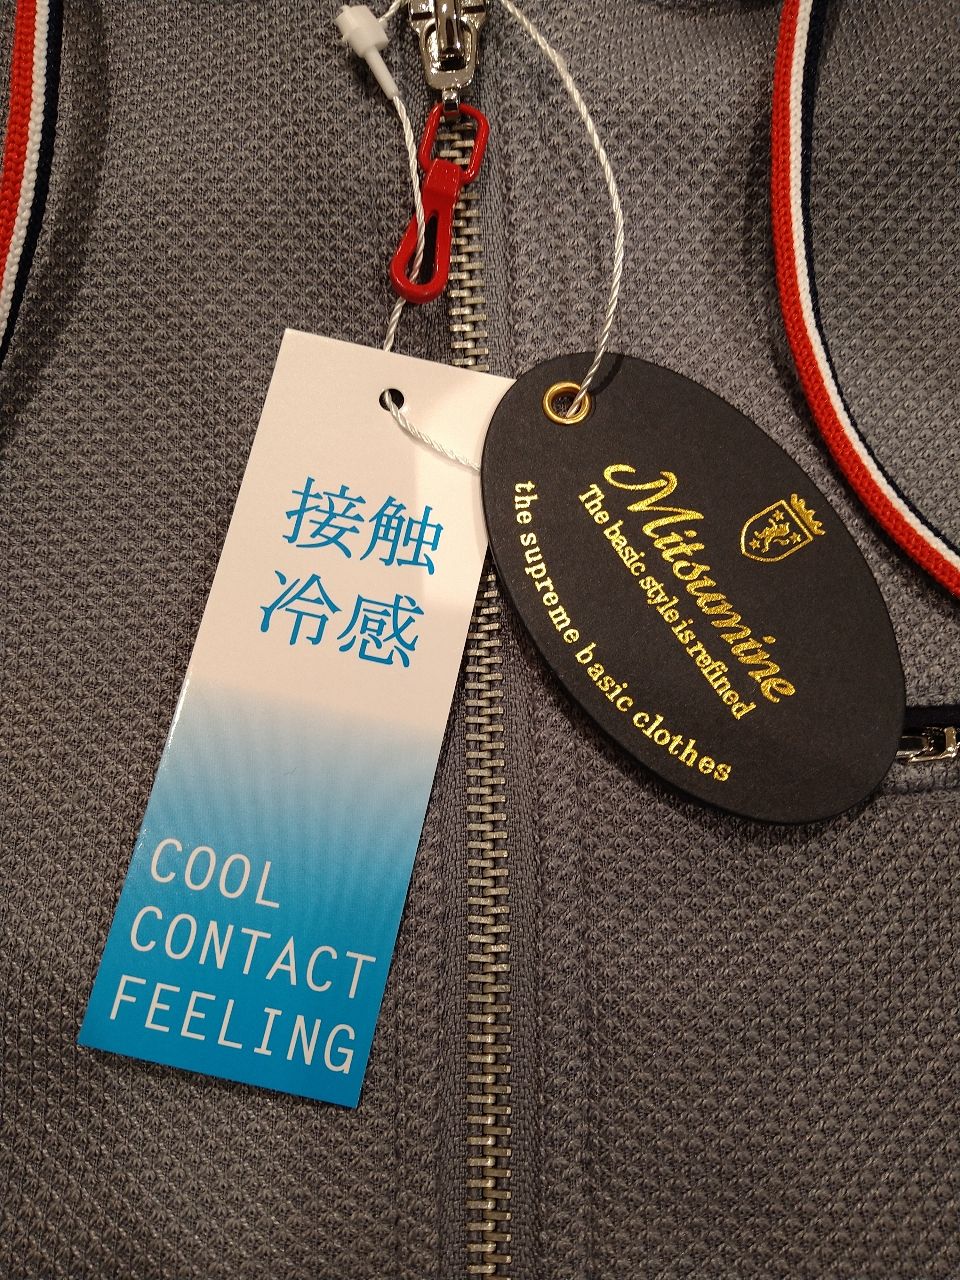 接触
冷感
COOL
CONTACT
FEELING
Mitsumine
The basic style is refined
the supreme basic clothes